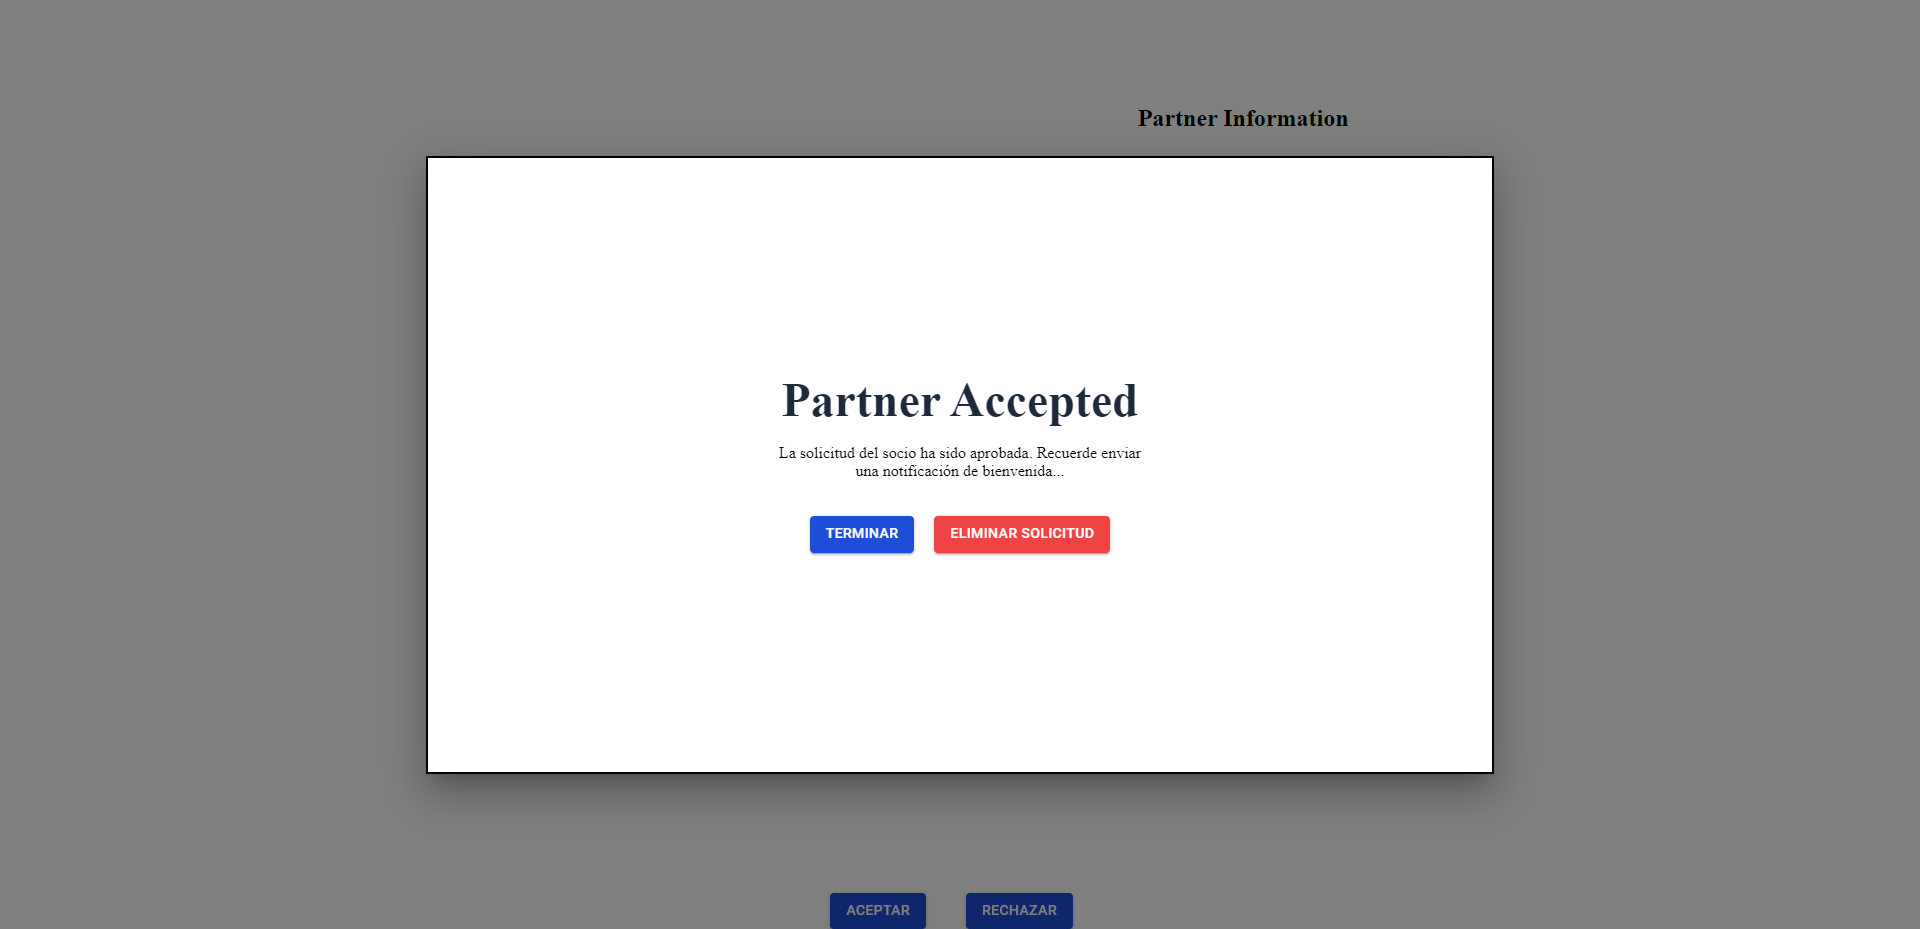 Partner Information
Partner Accepted
La solicitud del socio ha sido aprobada. Recuerde enviar
una notificación de bienvenida...
TERMINAR
ELIMINAR SOLICITUD
ACEPTAR
RECHAZAR